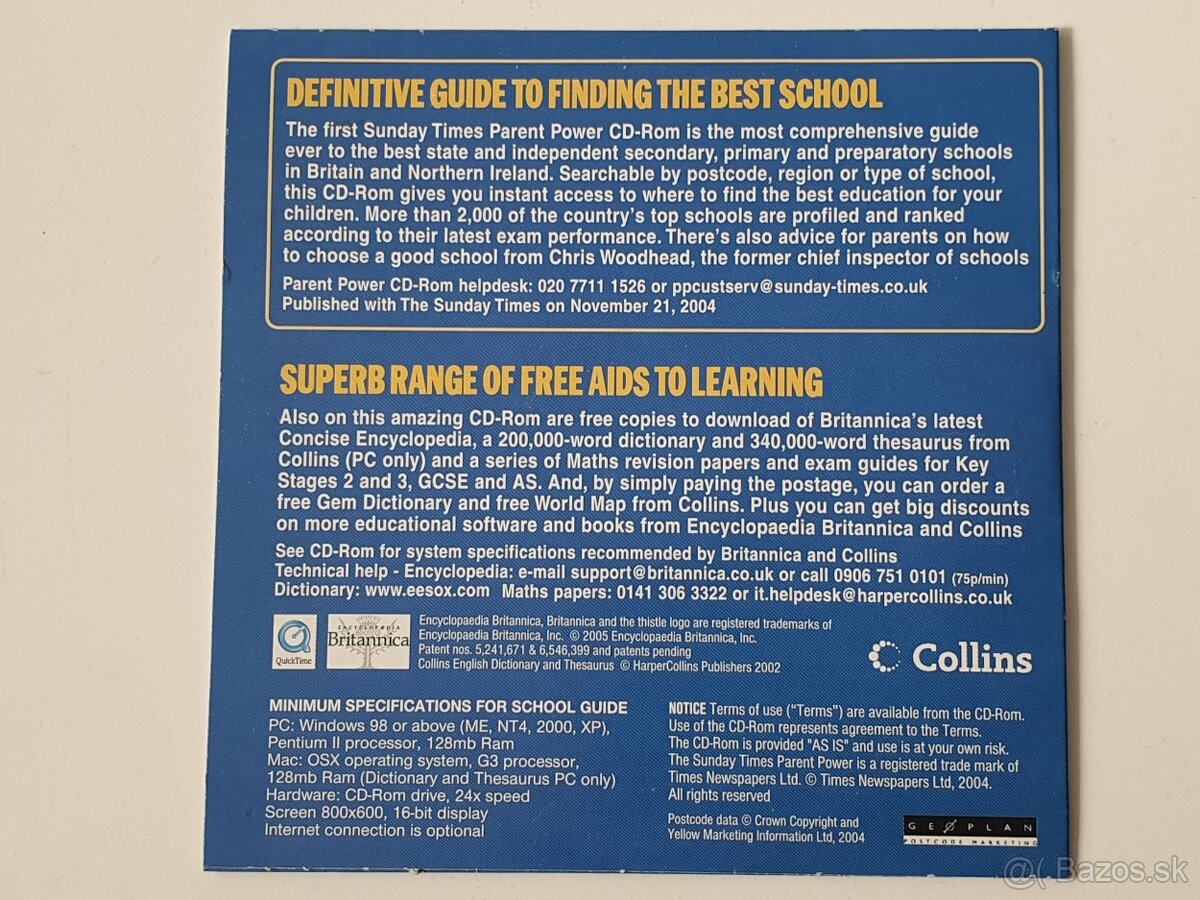 DEFINITIVE GUIDE TO FINDING THE BEST SCHOOL
The first Sunday Times Parent Power CD-Rom is the most comprehensive guide
ever to the best state and independent secondary, primary and preparatory schools
in Britain and Northern Ireland. Searchable by postcode, region or type of school,
this CD-Rom gives you instant access to where to find the best education for your
children. More than 2,000 of the country's top schools are profiled and ranked
according to their latest exam performance. There's also advice for parents on how
to choose a good school from Chris Woodhead, the former chief inspector of schools
Parent Power CD-Rom helpdesk: 020 7711 1526 or ppcustserv@sunday-times.co.uk
Published with The Sunday Times on November 21, 2004
SUPERB RANGE OF FREE AIDS TO LEARNING
Also on this amazing CD-Rom are free copies to download of Britannica's latest
Concise Encyclopedia, a 200,000-word dictionary and 340,000-word thesaurus from
Collins (PC only) and a series of Maths revision papers and exam guides for Key
Stages 2 and 3, GCSE and AS. And, by simply paying the postage, you can order a
free Gem Dictionary and free World Map from Collins. Plus you can get big discounts
on more educational software and books from Encyclopaedia Britannica and Collins
See CD-Rom for system specifications recommended by Britannica and Collins
Technical help - Encyclopedia: e-mail support@britannica.co.uk or call 0906 751 0101 (75p/min)
Dictionary: www.eesox.com Maths papers: 0141 306 3322 or it.helpdesk@harpercollins.co.uk
QuickTime
ENCYCLOPÆDIA
Britannica
Encyclopaedia Britannica, Britannica and the thistle logo are registered trademarks of
Encyclopaedia Britannica, Inc. © 2005 Encyclopaedia Britannica, Inc.
Patent nos. 5,241,671 & 6,546,399 and patents pending
Collins English Dictionary and Thesaurus © HarperCollins Publishers 2002
Collins
MINIMUM SPECIFICATIONS FOR SCHOOL GUIDE
PC: Windows 98 or above (ME, NT4, 2000, XP),
Pentium II processor, 128mb Ram
Mac: OSX operating system, G3 processor,
128mb Ram (Dictionary and Thesaurus PC only)
Hardware: CD-Rom drive, 24x speed
Screen 800x600, 16-bit display
Internet connection is optional
NOTICE Terms of use ("Terms") are available from the CD-Rom.
Use of the CD-Rom represents agreement to the Terms.
The CD-Rom is provided "AS IS" and use is at your own risk.
The Sunday Times Parent Power is a registered trade mark of
Times Newspapers Ltd. © Times Newspapers Ltd, 2004.
All rights reserved
Postcode data © Crown Copyright and
Yellow Marketing Information Ltd, 2004
GEØPLAN
POSTCODE MARKETING
@(. Bazos.sk